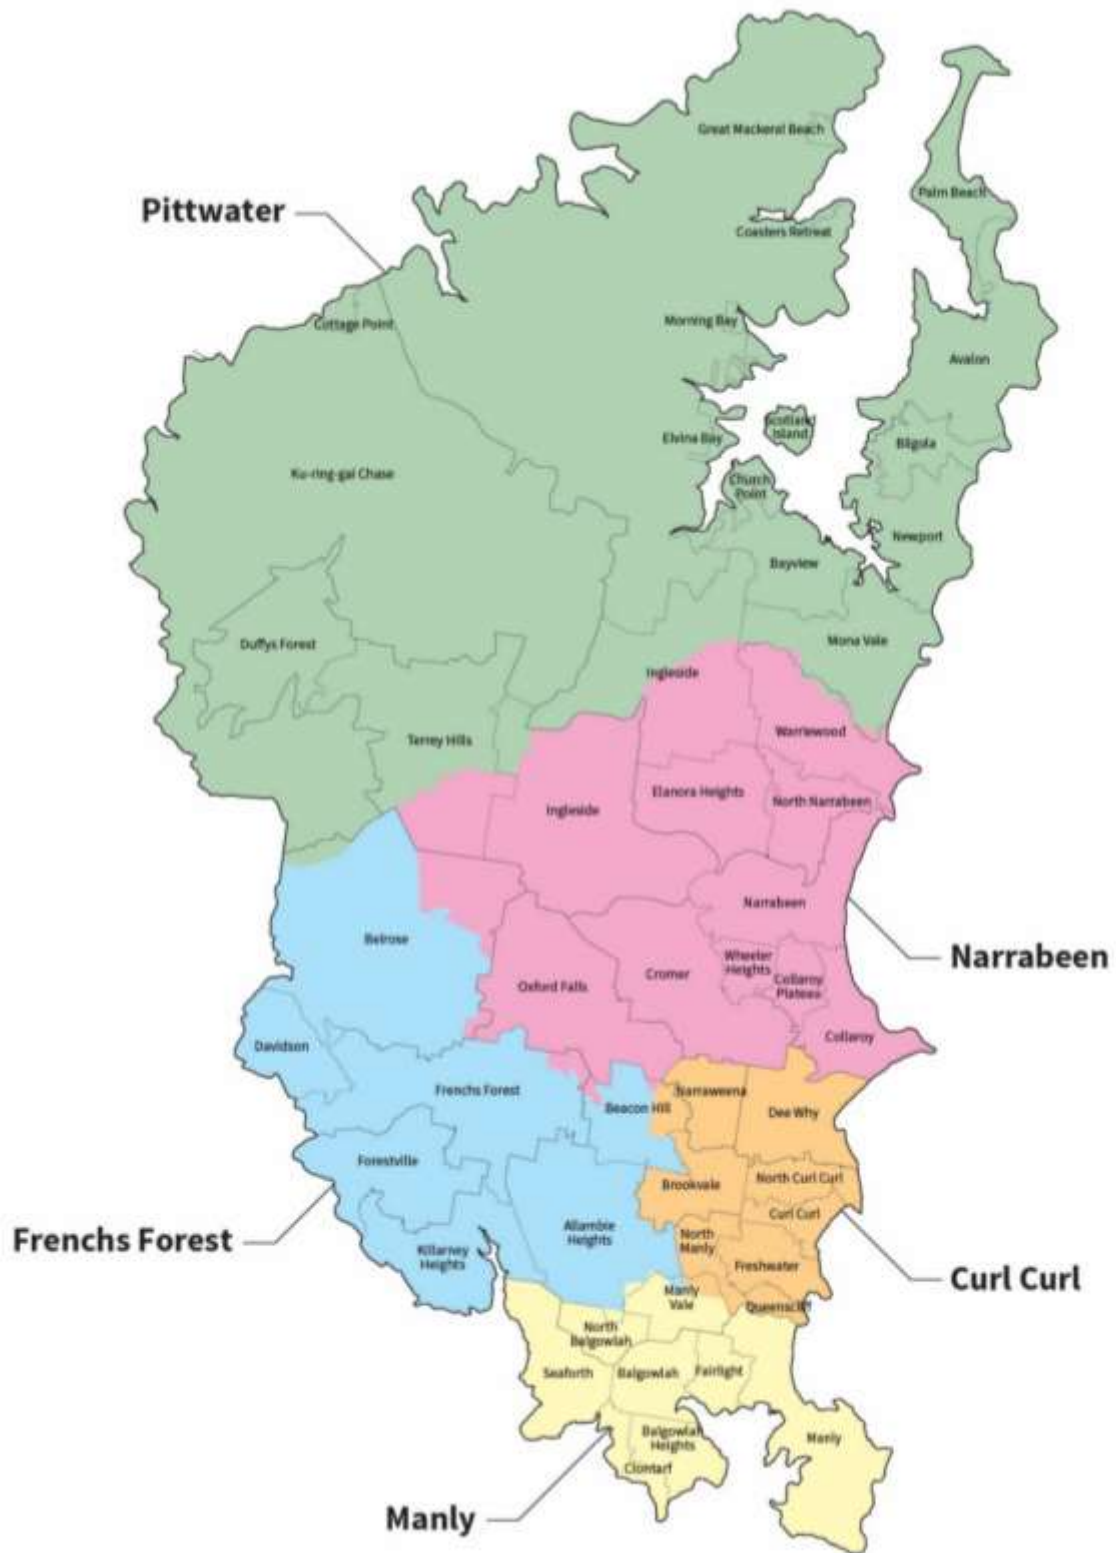 Great Mackeral Beach
Palm Beach
Pittwater
Coasters Retreat
Cottage Point
Morning Bay
Avalon
Scotland
Island
Elvina Bay
Bilgola
Ku-ring-gai Chase
Church
Point
Newport
Bayview
Duffys Forest
Mona Vale
Ingleside
Terrey Hills
Warriewood
Elanora Heights
North Narrabeen
Ingleside
Narrabeen
Belrose
Narrabeen
Wheeler
Heights
Cromer
Collaroy
Plateau
Oxford Falls
Collaroy
Davidson
Frenchs Forest
Narraweena
Beacon Hill
Dee Why
Forestville
North Curl Curl
Brookvale
Curl Curl
Allambie
Heights
North
Manly
Frenchs Forest
Killarney
Heights
Freshwater
Curl Curl
Manly
Vale
Queenscliff
North
Balgowlah
Seaforth
Balgowlah
Fairlight
Balgowlah
Heights
Manly
Clontarf
Manly